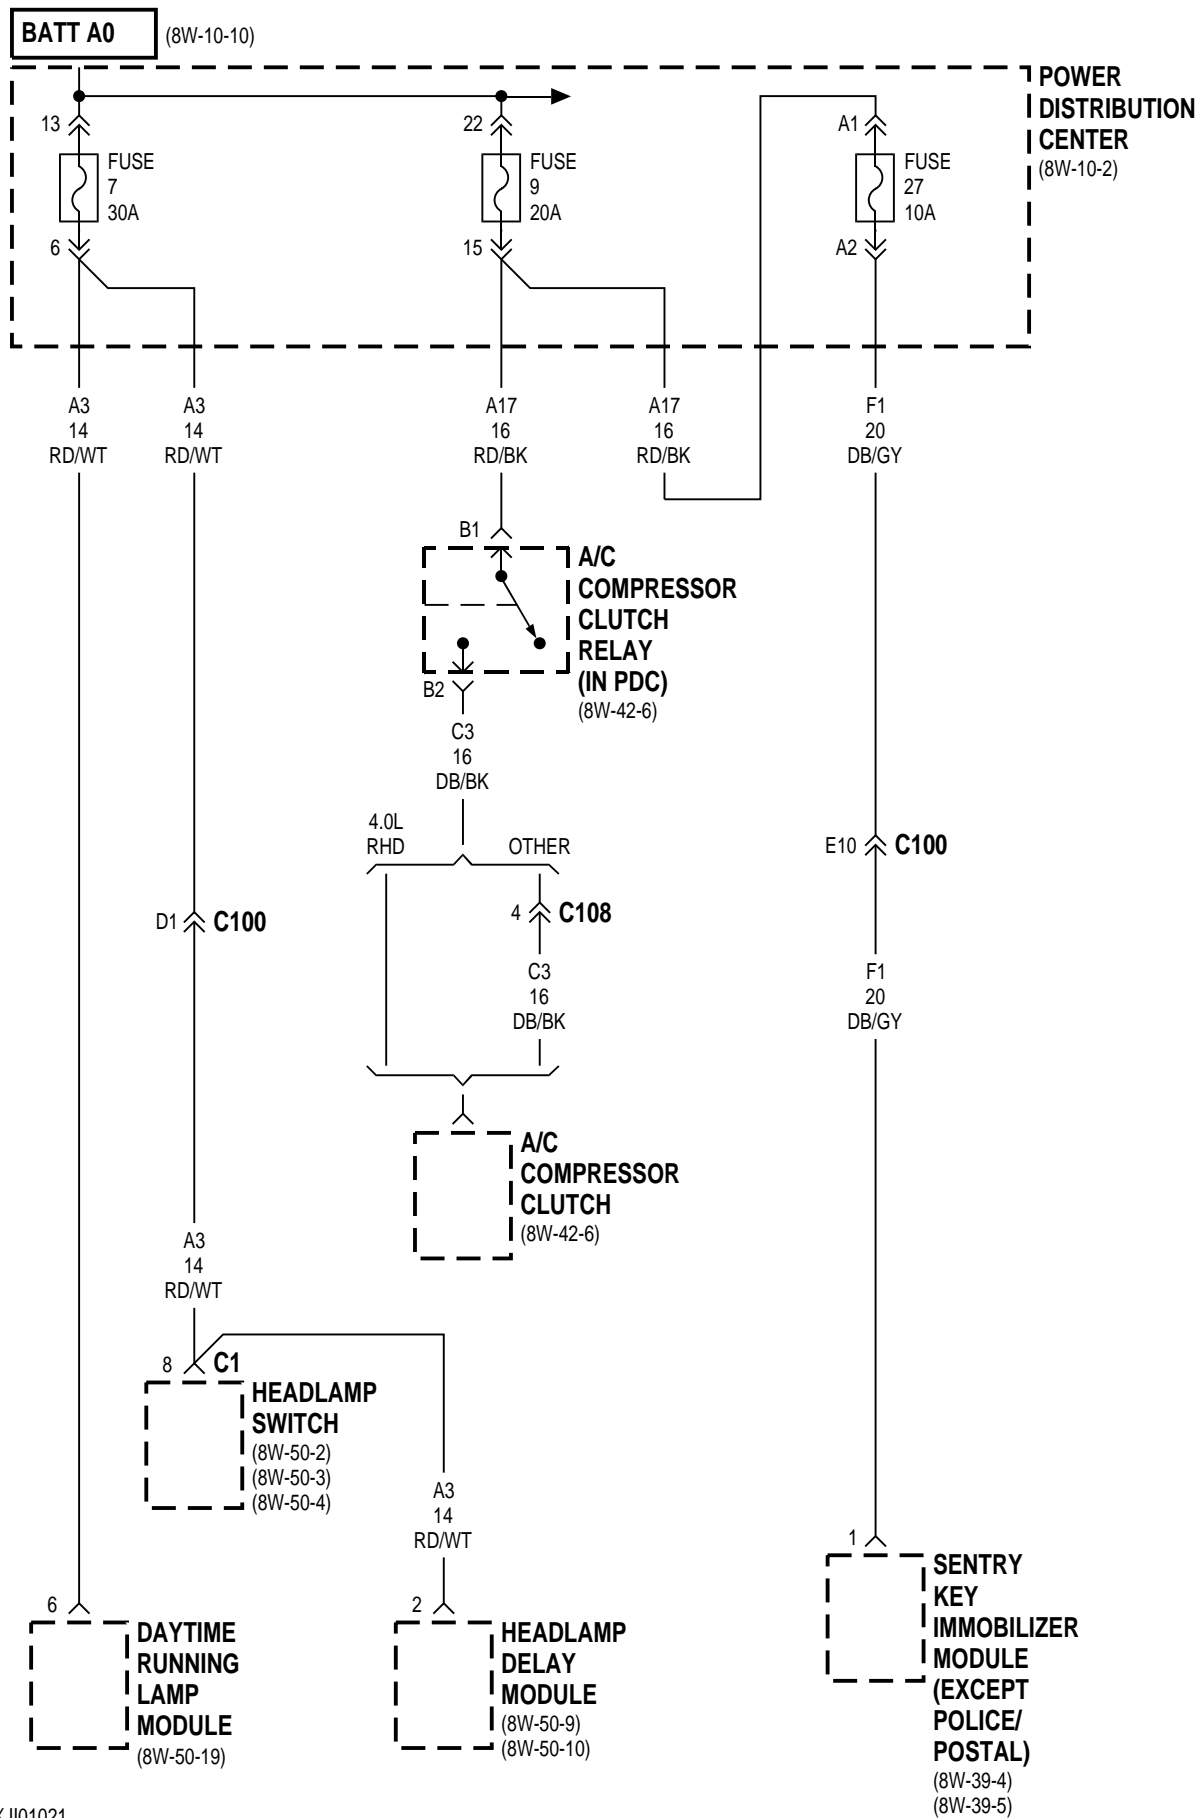 BATT A0 (8W-10-10)
POWER
DISTRIBUTION
CENTER
(8W-10-2)
13
FUSE
7
30A
6
22
FUSE
9
20A
15
A1
FUSE
27
10A
A2
A3
14
RD/WT
A3
14
RD/WT
A17
16
RD/BK
A17
16
RD/BK
F1
20
DB/GY
B1
A/C
COMPRESSOR
CLUTCH
RELAY
(IN PDC)
(8W-42-6)
B2
C3
16
DB/BK
4.0L
RHD
OTHER
E10 C100
4 C108
D1 C100
C3
16
DB/BK
F1
20
DB/GY
A/C
COMPRESSOR
CLUTCH
(8W-42-6)
A3
14
RD/WT
8 C1
HEADLAMP
SWITCH
(8W-50-2)
(8W-50-3)
(8W-50-4)
A3
14
RD/WT
6
DAYTIME
RUNNING
LAMP
MODULE
(8W-50-19)
2
HEADLAMP
DELAY
MODULE
(8W-50-9)
(8W-50-10)
1
SENTRY
KEY
IMMOBILIZER
MODULE
(EXCEPT
POLICE/
POSTAL)
(8W-39-4)
(8W-39-5)